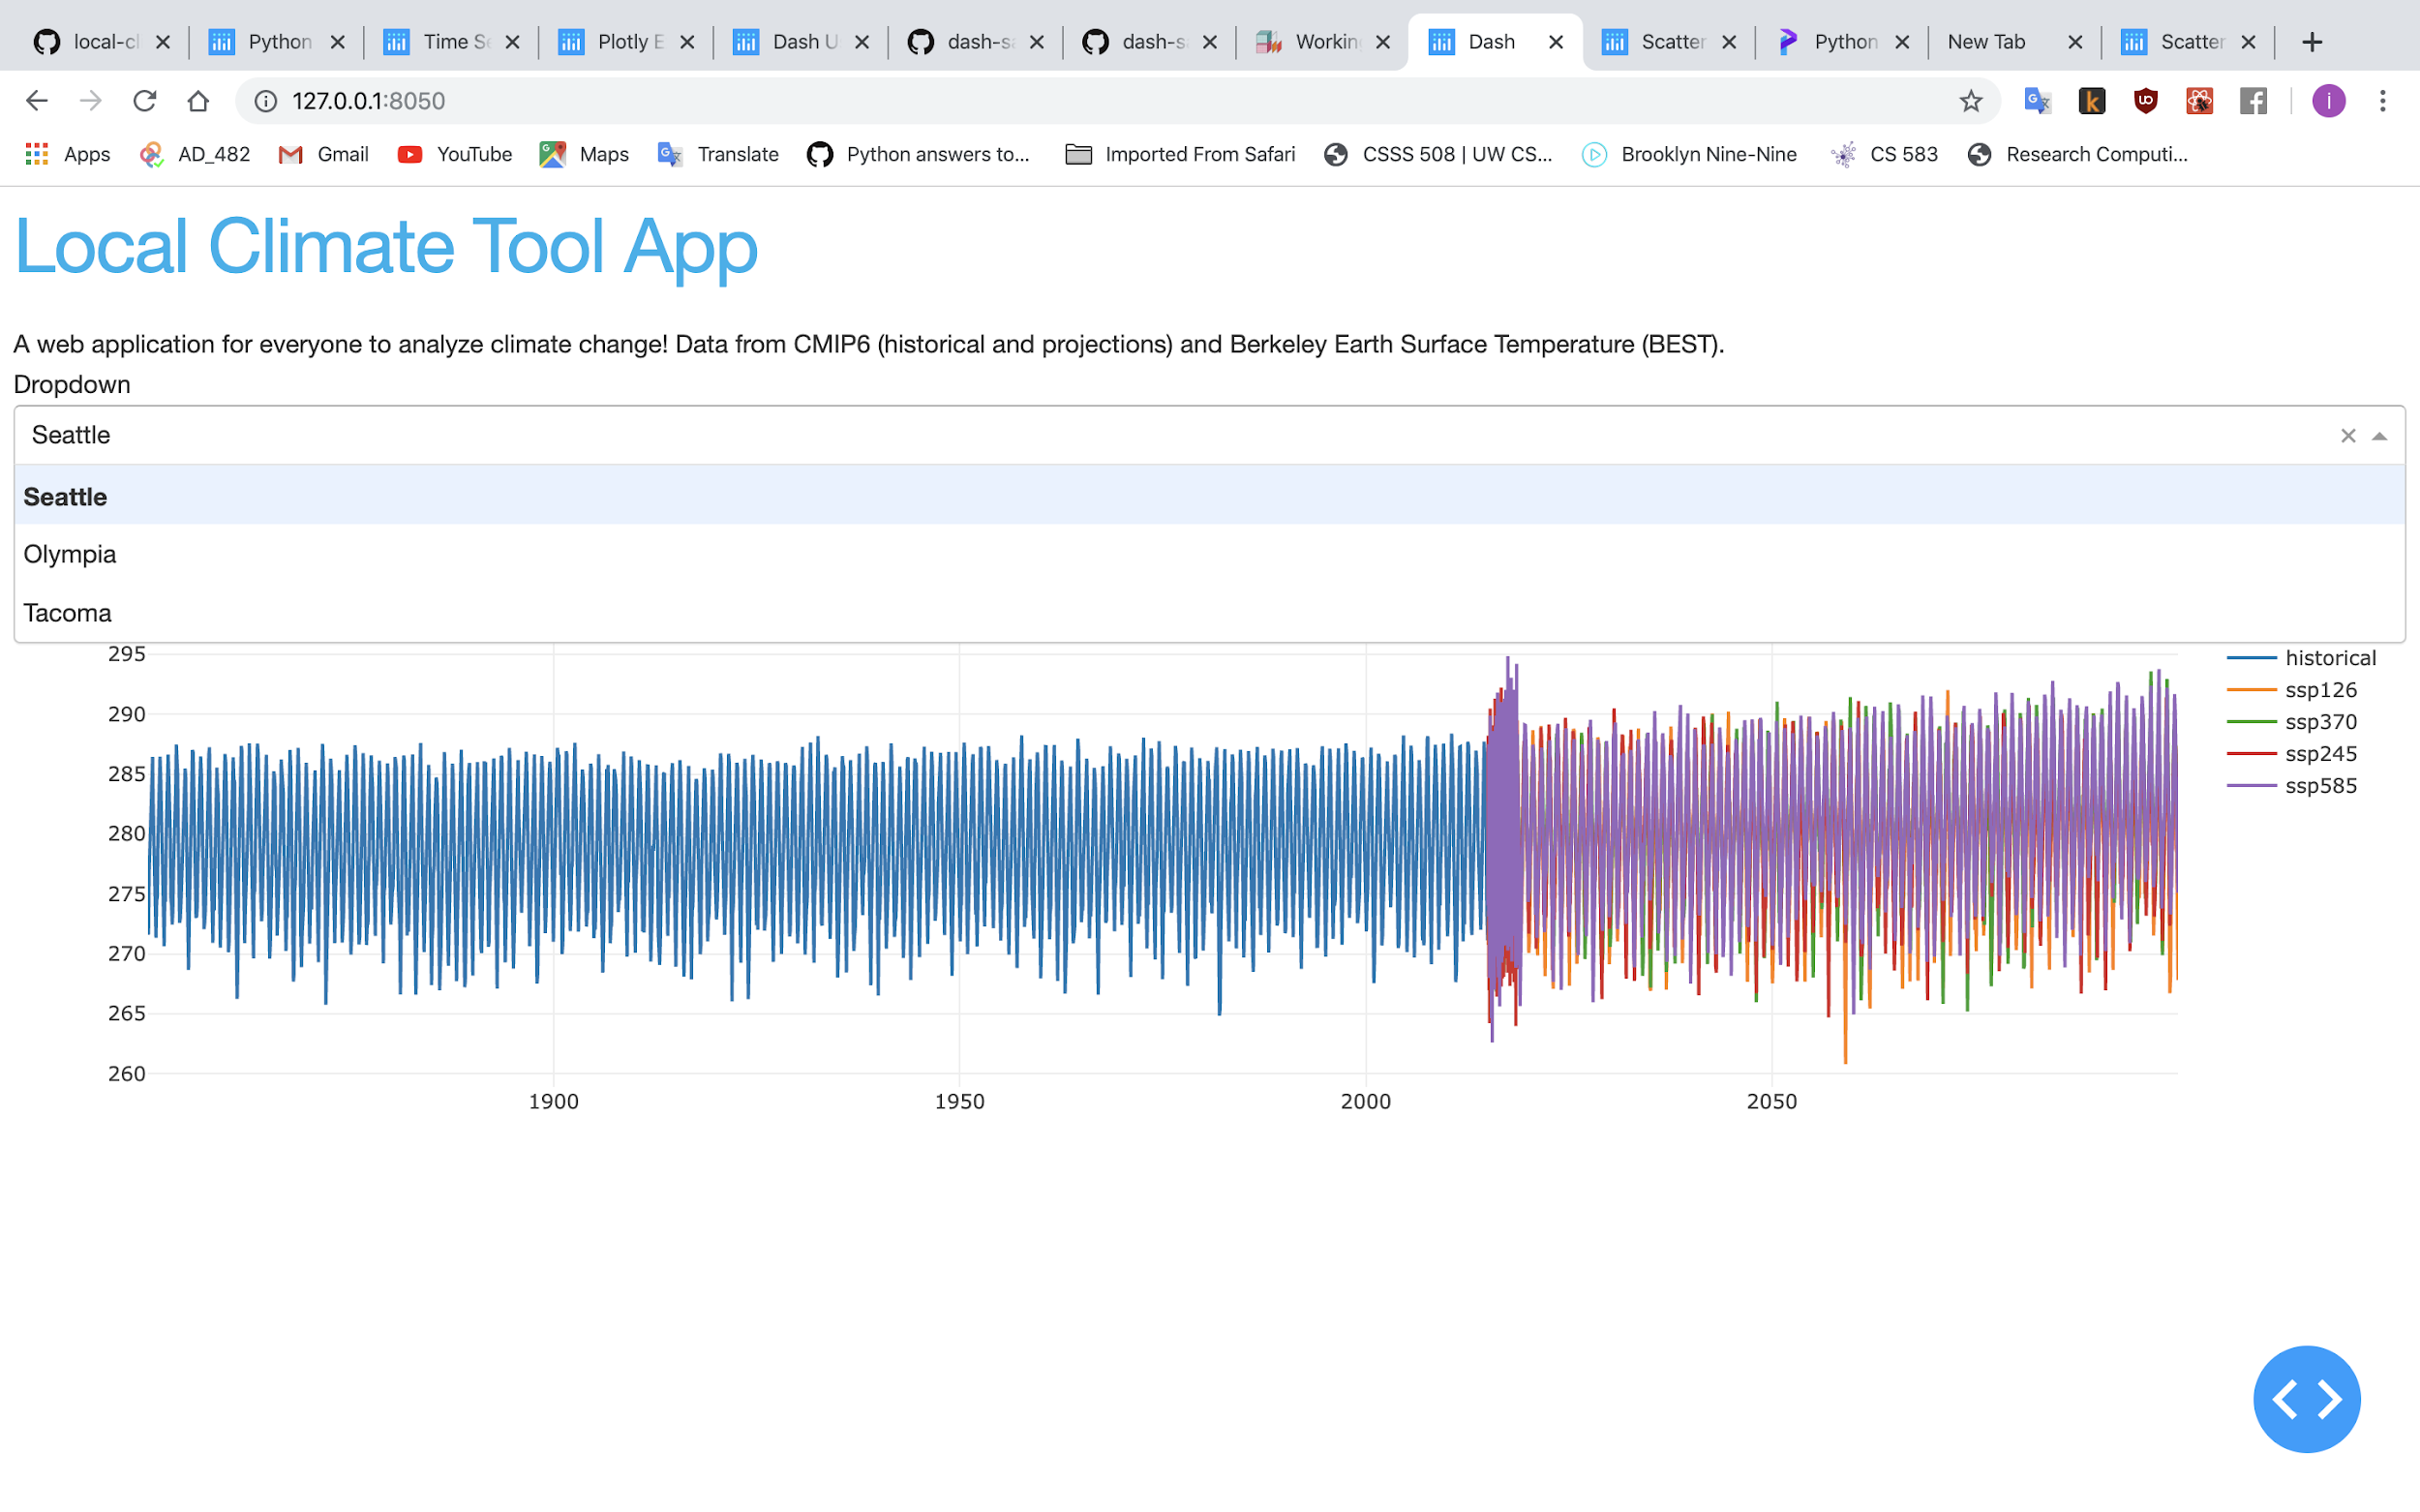 local-cl Python Time Se Plotly E Dash U dash-sa dash-s Working Dash Scatter Python New Tab Scatter
127.0.0.1:8050
Apps AD_482 Gmail YouTube Maps Translate Python answers to... Imported From Safari CSSS 508 | UW CS... Brooklyn Nine-Nine CS 583 Research Computi...
Local Climate Tool App
A web application for everyone to analyze climate change! Data from CMIP6 (historical and projections) and Berkeley Earth Surface Temperature (BEST).
Dropdown
Seattle
Seattle
Olympia
Tacoma
295
290
285
280
275
270
265
260
1900 1950 2000 2050
historical
ssp126
ssp370
ssp245
ssp585